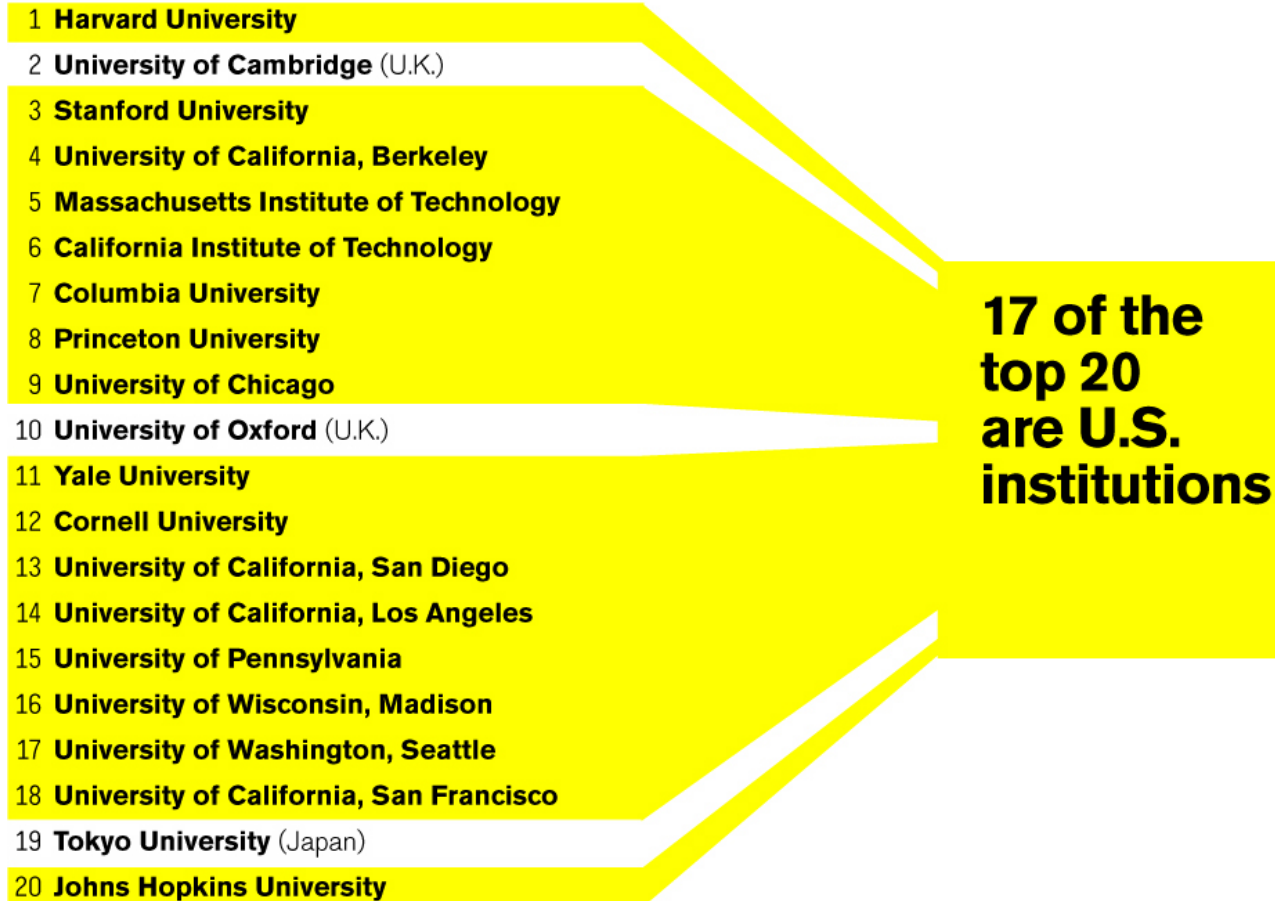 1 Harvard University
2 University of Cambridge (U.K.)
3 Stanford University
4 University of California, Berkeley
5 Massachusetts Institute of Technology
6 California Institute of Technology
7 Columbia University
8 Princeton University
9 University of Chicago
10 University of Oxford (U.K.)
11 Yale University
12 Cornell University
13 University of California, San Diego
14 University of California, Los Angeles
15 University of Pennsylvania
16 University of Wisconsin, Madison
17 University of Washington, Seattle
18 University of California, San Francisco
19 Tokyo University (Japan)
20 Johns Hopkins University
17 of the
top 20
are U.S.
institutions